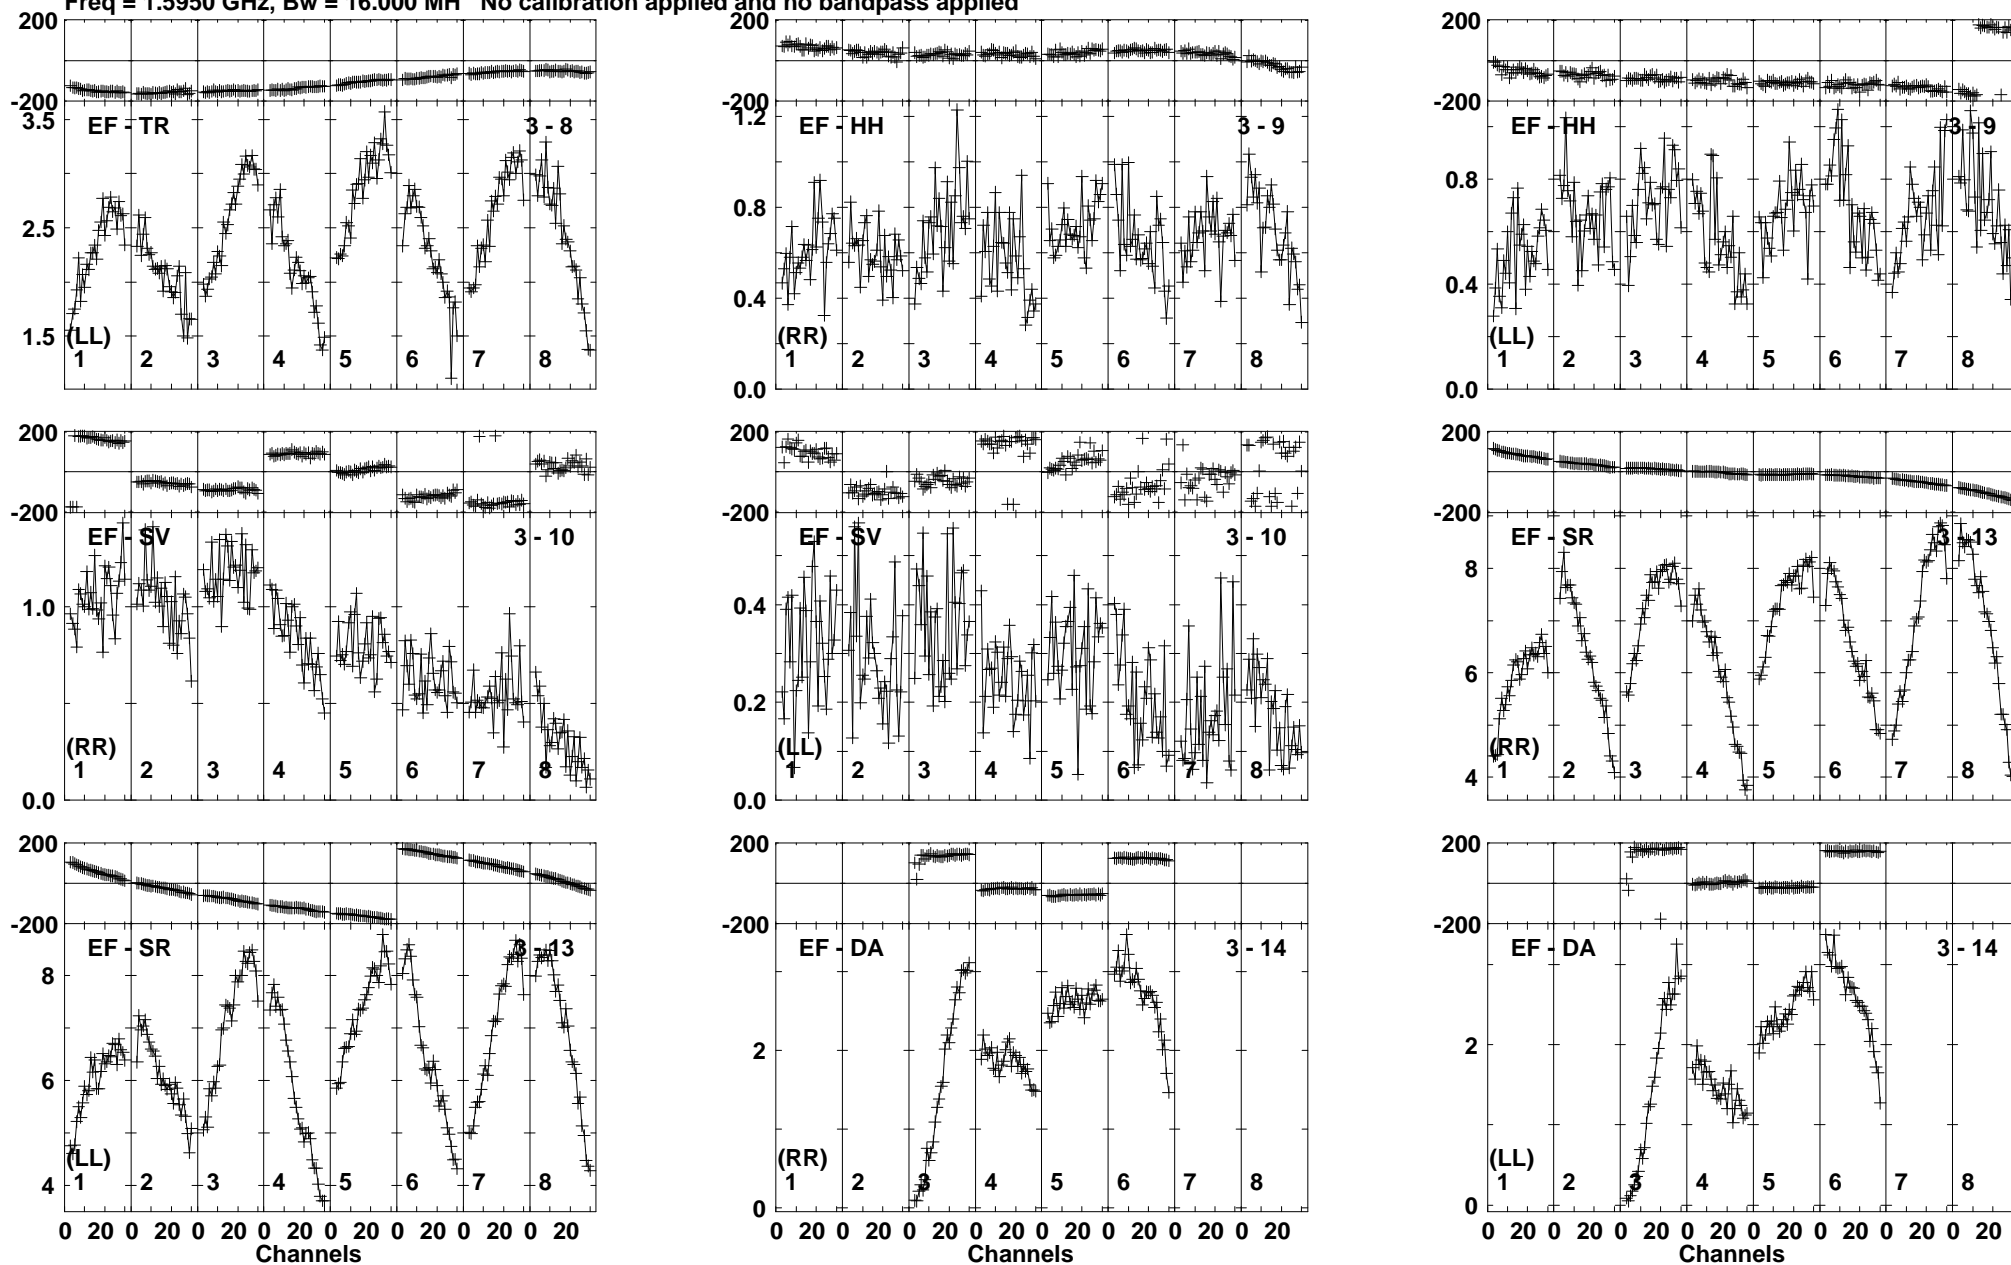 Freq = 1.5950 GHz, Bw = 16.000 MH No calibration applied and no bandpass applied
200 200 200
-200 -200 -200
3.5 EF - TR 3 - 8 1.2 EF - HH 3 - 9 EF - HH 3 - 9
0.8 0.8
2.5
0.4 0.4
1.5
(LL) (RR) (LL)
1 2 3 4 5 6 7 8 1 2 3 4 5 6 7 8 1 2 3 4 5 6 7 8
0.0 0.0
200 200 200
-200 -200 -200
EF - SV 3 - 10 EF - SV 3 - 10 EF - SR 3 - 13
8
1.0 0.4
6
0.2
(RR) (LL) (RR)
1 2 3 4 5 6 7 8 1 2 3 4 5 6 7 8 1 2 3 4 5 6 7 8
4
0.0 0.0
200 200 200
-200 -200 -200
EF - SR 3 - 13 EF - DA 3 - 14 EF - DA 3 - 14
8
2 2
6
(LL) (RR) (LL)
4 1 2 3 4 5 6 7 8 1 2 3 4 5 6 7 8 1 2 3 4 5 6 7 8
0 0
0 20 0 20 0 20 0 20 0 20 0 20 0 20 0 20 0 20 0 20 0 20 0 20 0 20 0 20 0 20 0 20 0 20 0 20 0 20 0 20 0 20 0 20 0 20 0 20
Channels Channels Channels